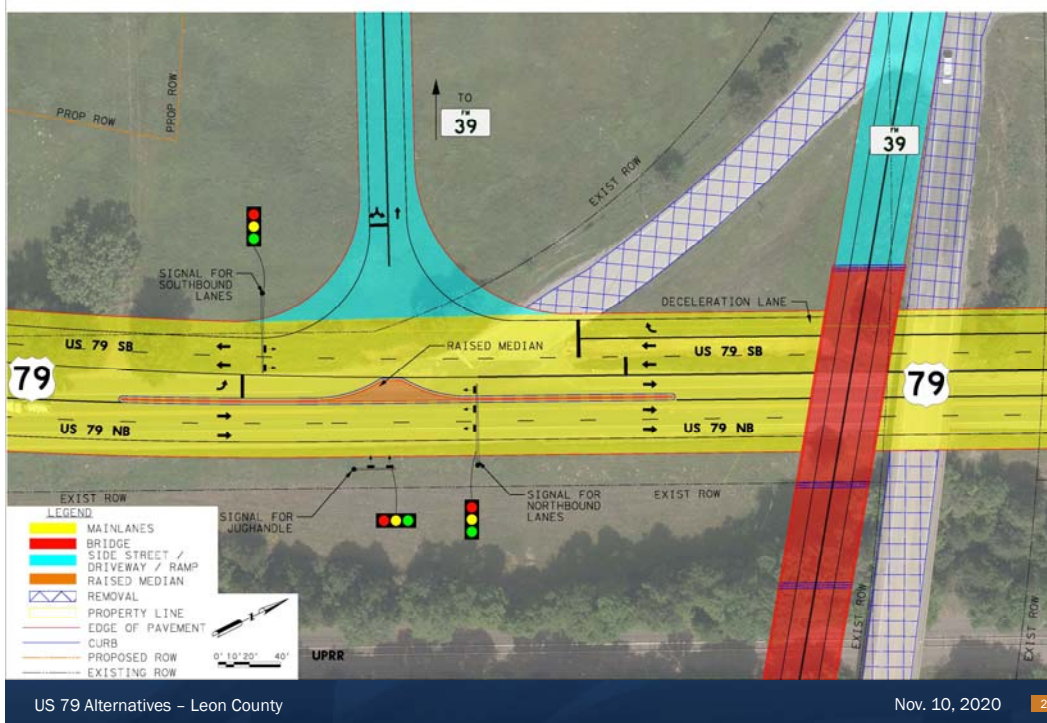 PROP ROW
PROP ROW
TO
FM
39
FM
39
EXIST ROW
SIGNAL FOR
SOUTHBOUND
LANES
DECELERATION LANE
US 79 SB
RAISED MEDIAN
US 79 SB
79
79
US 79 NB
US 79 NB
EXIST ROW
SIGNAL FOR
JUGHANDLE
SIGNAL FOR
NORTHBOUND
LANES
EXIST ROW
LEGEND
MAINLANES
BRIDGE
SIDE STREET /
DRIVEWAY / RAMP
RAISED MEDIAN
REMOVAL
PROPERTY LINE
EDGE OF PAVEMENT
CURB
PROPOSED ROW
EXISTING ROW
0' 10' 20' 40'
UPRR
EXIST ROW
EXIST ROW
US 79 Alternatives – Leon County
Nov. 10, 2020
2